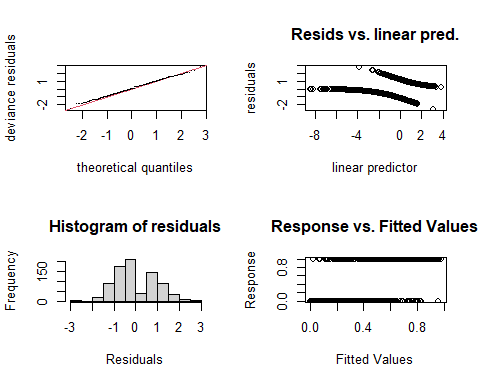 deviance residuals
1
-2
-2 -1 0 1 2 3
theoretical quantiles
Resids vs. linear pred.
residuals
1
-2
-8 -4 -2 0 2 4
linear predictor
Histogram of residuals
Frequency
150
0
-3 -2 -1 0 1 2 3
Residuals
Response vs. Fitted Values
Response
0.8
0.0
0.0 0.4 0.8
Fitted Values